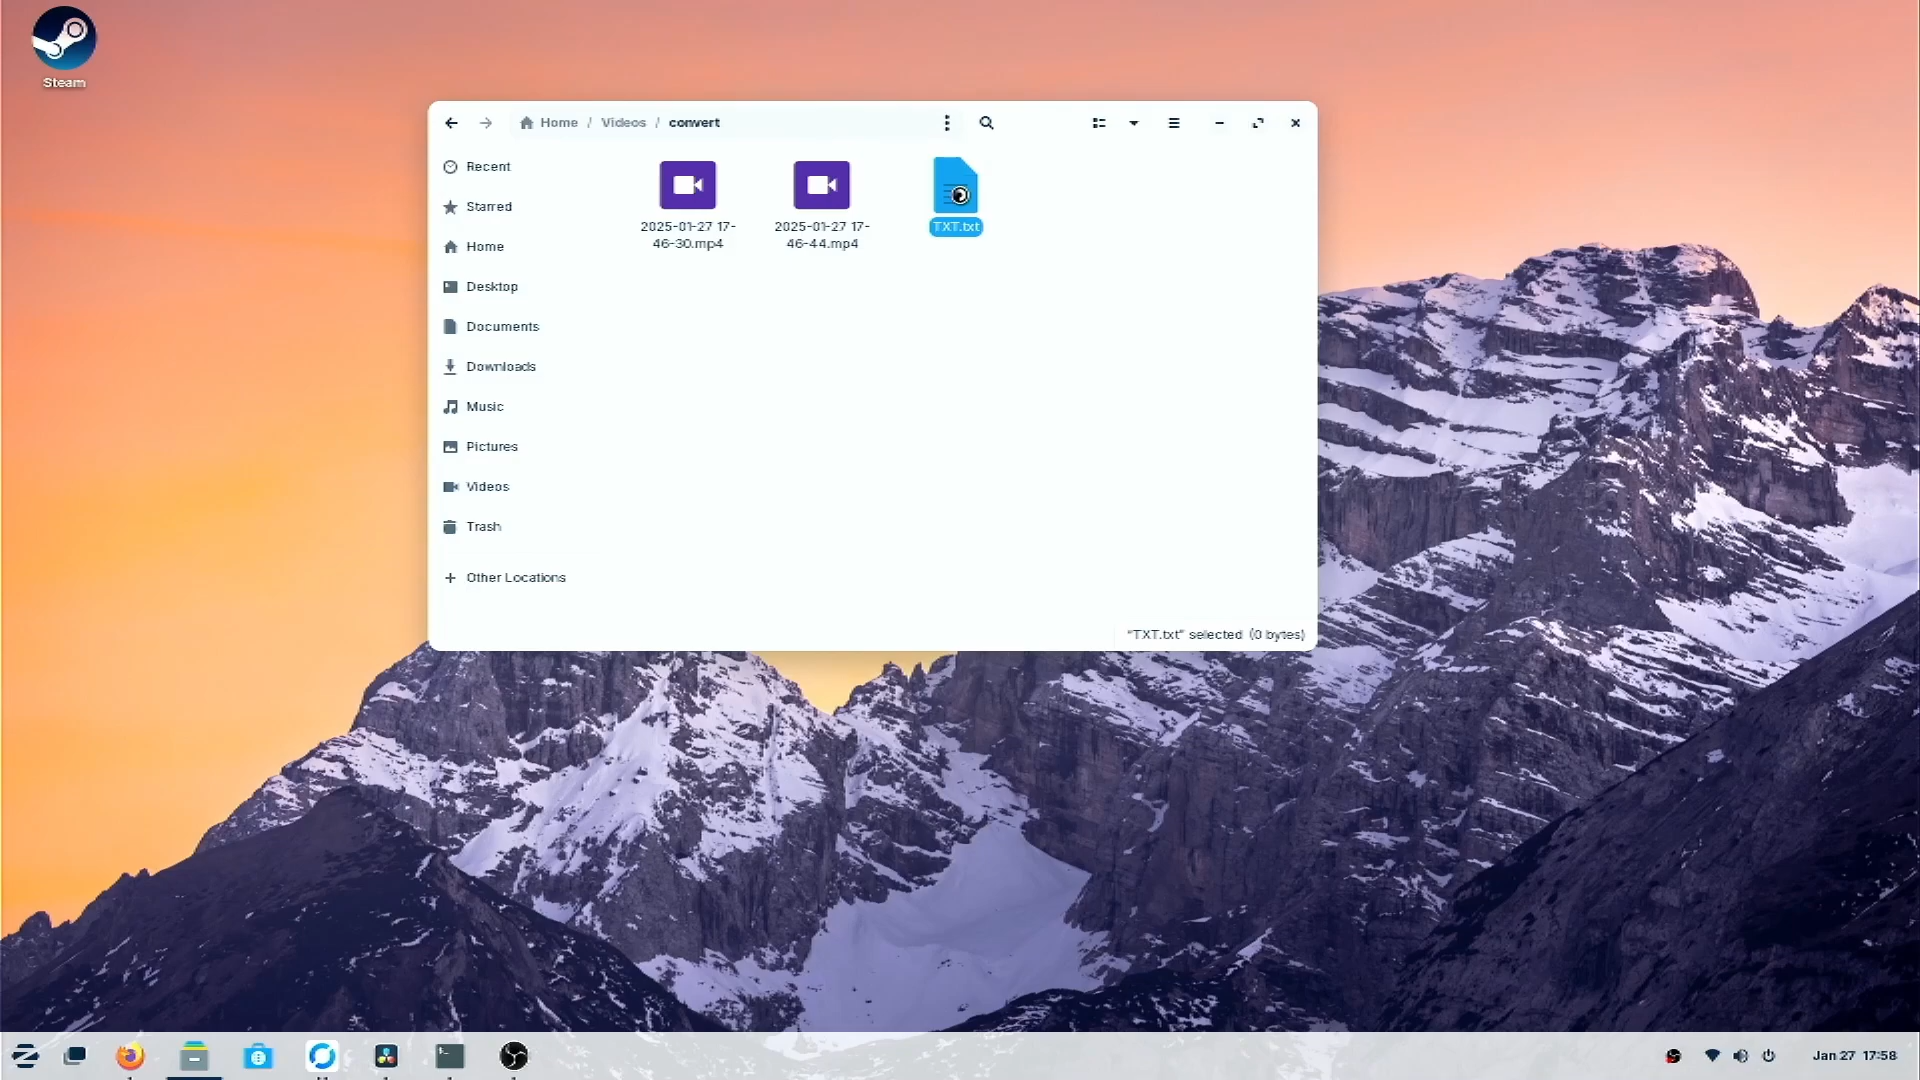 Steam
Home / Videos / convert
Recent
Starred
Home
Desktop
Documents
Downloads
Music
Pictures
Videos
Trash
Other Locations
2025-01-27 17-
46-30.mp4
2025-01-27 17-
46-44.mp4
TXT.txt
"TXT.txt" selected (0 bytes)
Jan 27 17:58